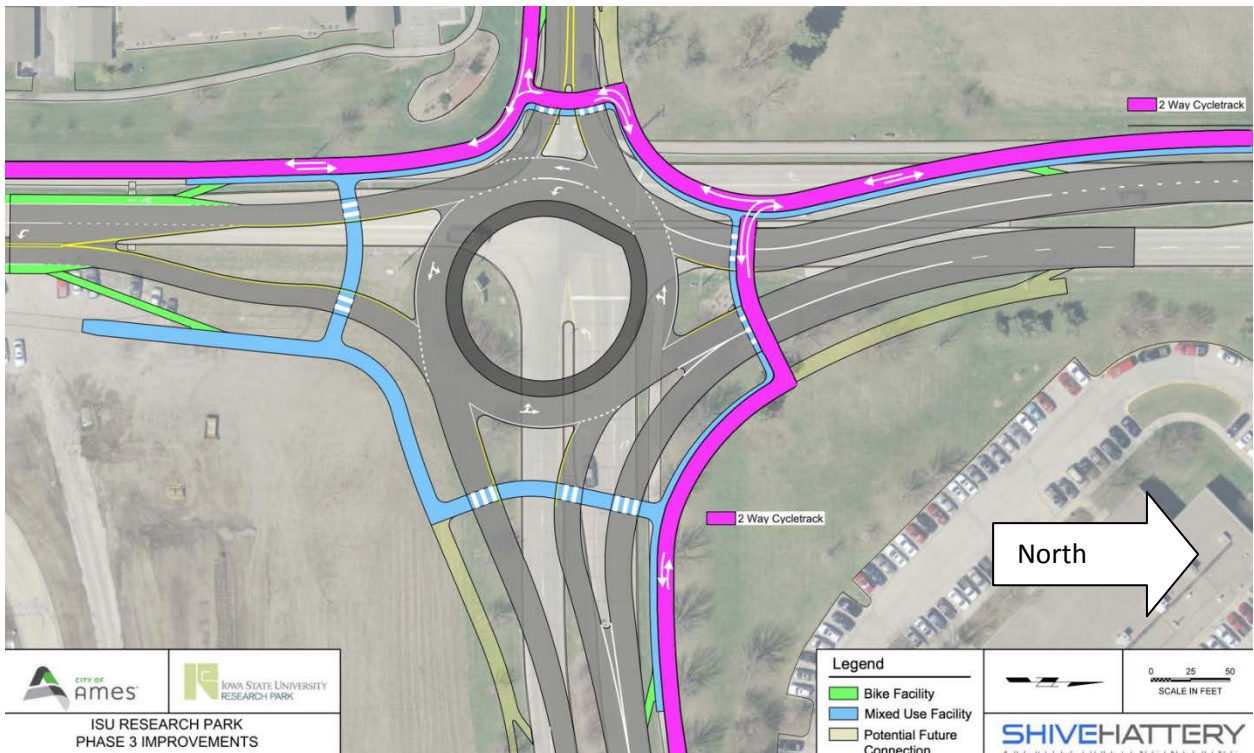 2 Way Cycletrack
2 Way Cycletrack
North
CITY OF
AMES
IOWA STATE UNIVERSITY
RESEARCH PARK
ISU RESEARCH PARK
PHASE 3 IMPROVEMENTS
Legend
Bike Facility
Mixed Use Facility
Potential Future
Connection
0 25 50
SCALE IN FEET
SHIVEHATTERY